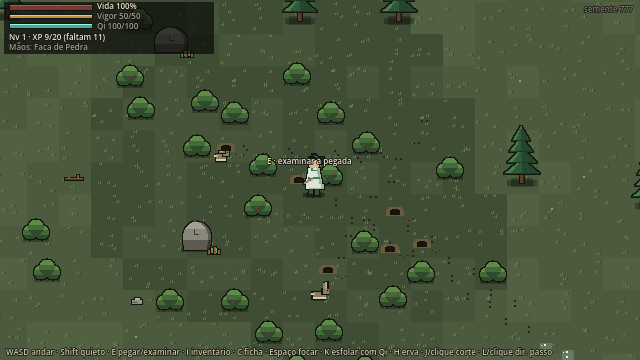 Vida 100%
Vigor 50/50
Qi 100/100
Nv 1 · XP 9/20 (faltam 11)
Mãos: Faca de Pedra
semente 777
E · examinar a pegada
WASD andar · Shift quieto · E pegar/examinar · I inventário · C ficha · Espaço focar · K esfolar com Qi · H erva · J/clique corte · L/clique dir. passo